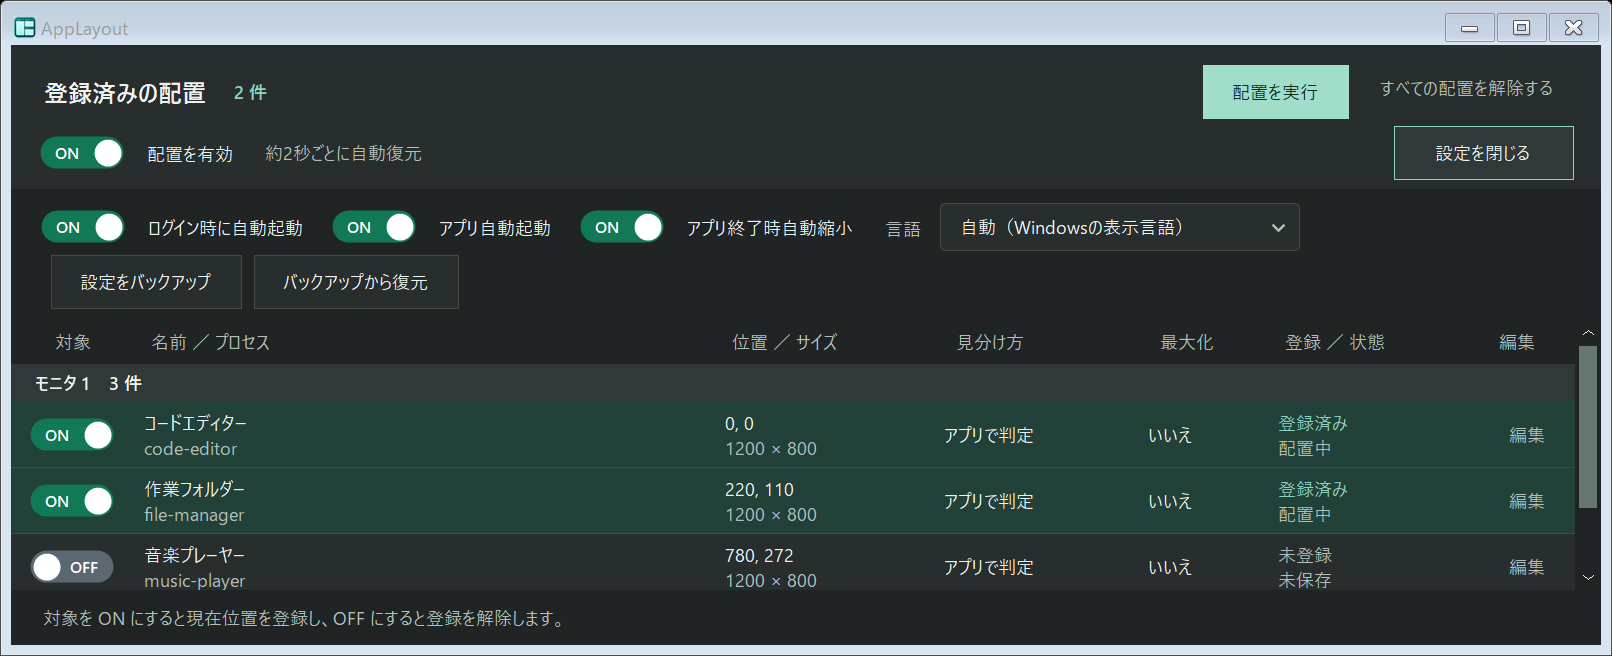 AppLayout
登録済みの配置 2 件
配置を実行 すべての配置を解除する
ON 配置を有効 約2秒ごとに自動復元
設定を閉じる
ON ログイン時に自動起動 ON アプリ自動起動 ON アプリ終了時自動縮小 言語 自動（Windowsの表示言語）
設定をバックアップ バックアップから復元
対象 名前 ／ プロセス 位置 ／ サイズ 見分け方 最大化 登録 ／ 状態 編集
モニタ 1 3 件
ON コードエディター 0, 0 アプリで判定 いいえ 登録済み 編集
code-editor 1200 × 800 配置中
ON 作業フォルダー 220, 110 アプリで判定 いいえ 登録済み 編集
file-manager 1200 × 800 配置中
OFF 音楽プレーヤー 780, 272 アプリで判定 いいえ 未登録 編集
music-player 1200 × 800 未保存
対象を ON にすると現在位置を登録し、OFF にすると登録を解除します。